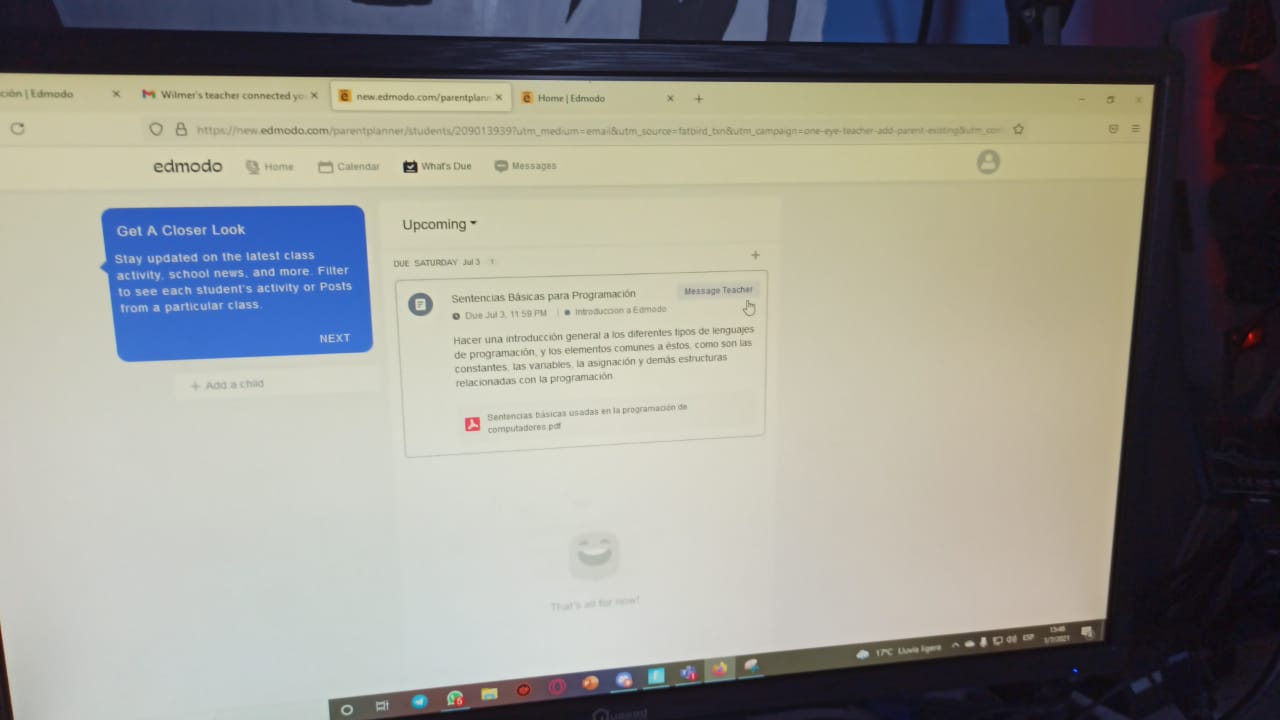 ción | Edmodo
Wilmer's teacher connected yo
new.edmodo.com/parentplann
Home | Edmodo
https://new.edmodo.com/parentplanner/students/209013939?utm_medium=email&utm_source=fatbird_txn&utm_campaign=one-eye-teacher-add-parent-existing&utm_con
edmodo
Home
Calendar
What's Due
Messages
Get A Closer Look
Stay updated on the latest class
activity, school news, and more. Filter
to see each student's activity or Posts
from a particular class.
NEXT
+ Add a child
Upcoming
DUE SATURDAY Jul 3 1
Sentencias Básicas para Programación
Message Teacher
Due Jul 3, 11:59 PM | Introduccion a Edmodo
Hacer una introducción general a los diferentes tipos de lenguajes
de programación, y los elementos comunes a éstos, como son las
constantes, las variables, la asignación y demás estructuras
relacionadas con la programación
Sentencias básicas usadas en la programación de
computadores pdf
That's all for now!
17°C Lluvia ligera
ESP
1/7/2021